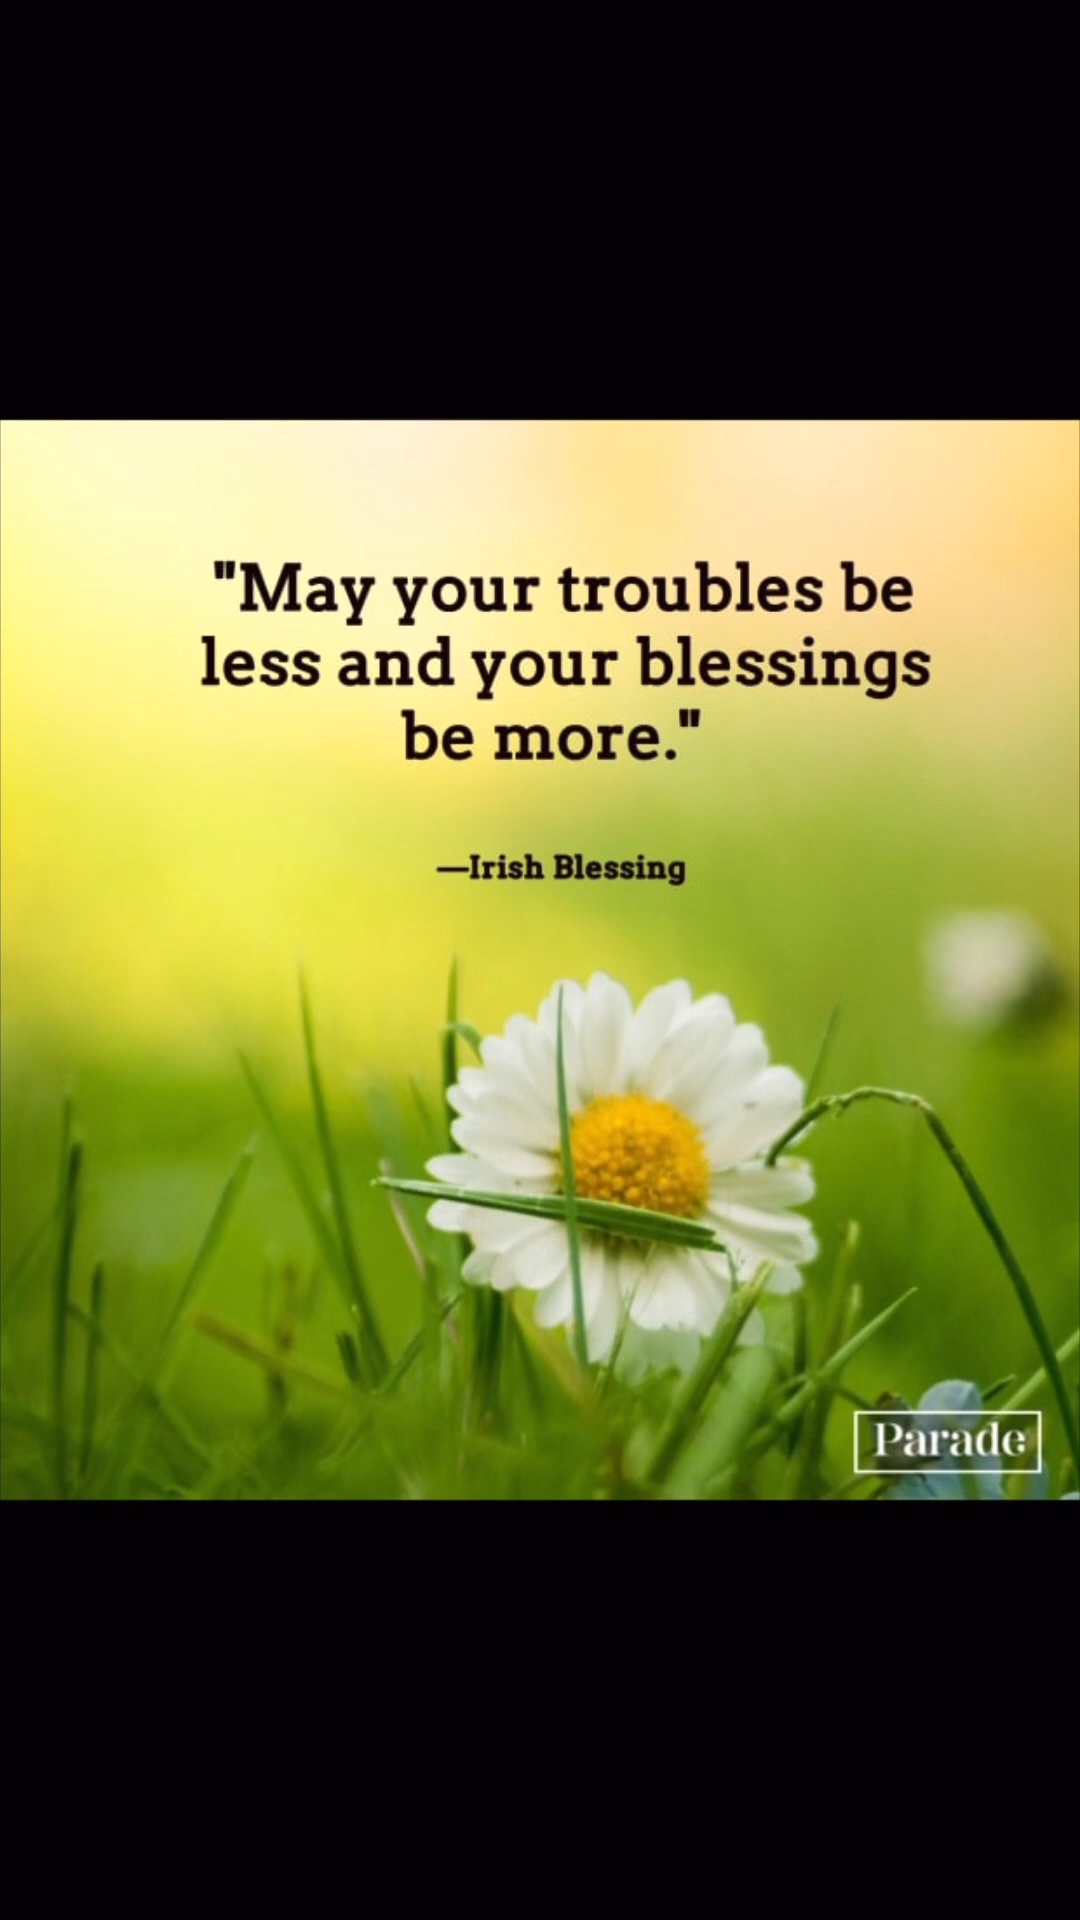 "May your troubles be
less and your blessings
be more."
—Irish Blessing
Parade